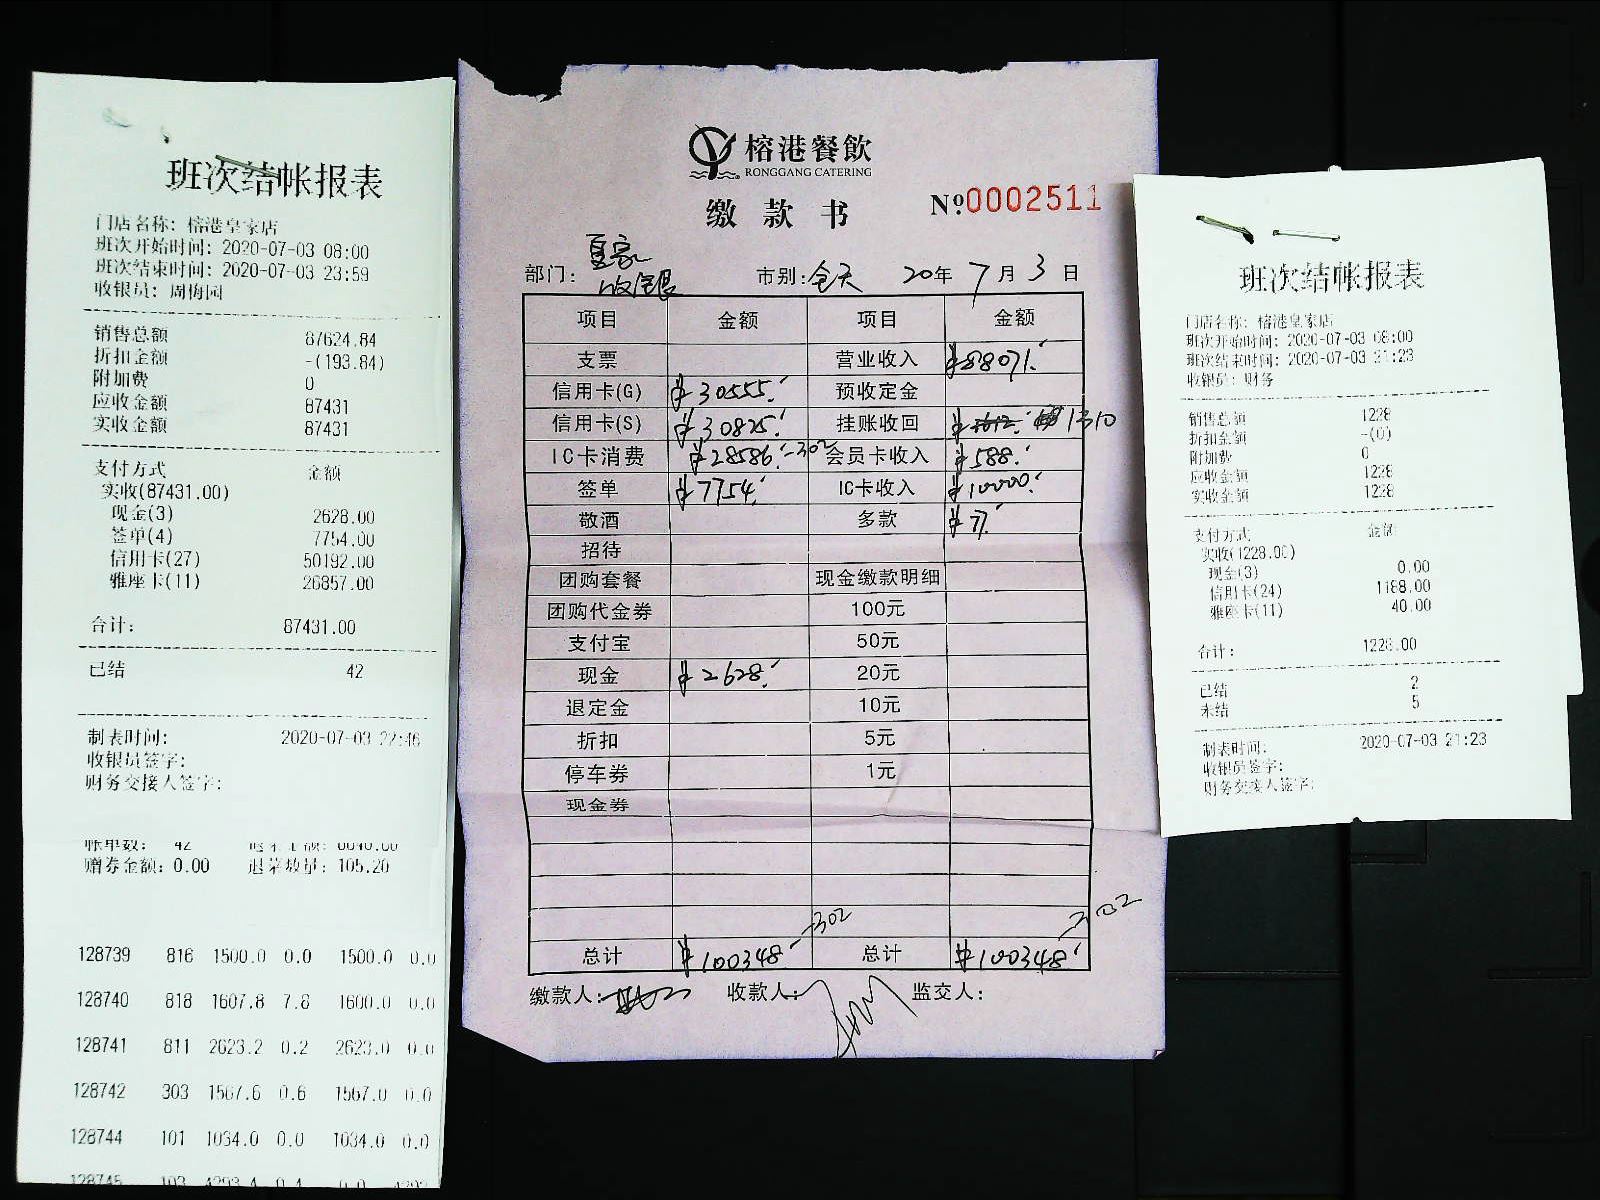 班次结帐报表
门店名称: 榕港皇家店
班次开始时间: 2020-07-03 08:00
班次结束时间: 2020-07-03 23:59
收银员: 周梅园
销售总额 87624.84
折扣金额 -(193.84)
附加费 0
应收金额 87431
实收金额 87431
支付方式 金额
实收(87431.00)
现金(3) 2628.00
签单(4) 7754.00
信用卡(27) 50192.00
雅座卡(11) 26857.00
合计: 87431.00
已结 42
制表时间: 2020-07-03 22:46
收银员签字:
财务交接人签字:
帐单数: 42
赠券金额: 0.00 退菜数量: 105.20
128739 816 1500.0 0.0 1500.0 0.0
128740 818 1607.8 7.8 1600.0 0.0
128741 811 2623.2 0.2 2623.0 0.0
128742 303 1567.6 0.6 1567.0 0.0
128744 101 1034.0 0.0 1034.0 0.0
128745 103 4293.4 0.4
榕港餐飲
RONGGANG CATERING
缴款书 Nº0002511
部门: 皇家收银 市别: 全天 20年7月3日
项目 金额 项目 金额
支票 营业收入 ¥88071.
信用卡(G) ¥30555. 预收定金
信用卡(S) ¥30825. 挂账收回 ¥ 1310
IC卡消费 ¥28586.-302 会员卡收入 ¥588.
签单 ¥7754. IC卡收入 ¥10000.
敬酒 多款 ¥77.
招待
团购套餐 现金缴款明细
团购代金券 100元
支付宝 50元
现金 ¥2628. 20元
退定金 10元
折扣 5元
停车券 1元
现金券
-302 -302
总计 ¥100348. 总计 ¥100348.
缴款人: 收款人: 监交人:
班次结帐报表
门店名称: 榕港皇家店
班次开始时间: 2020-07-03 08:00
班次结束时间: 2020-07-03 21:23
收银员: 财务
销售总额 1228
折扣金额 -(0)
附加费 0
应收金额 1228
实收金额 1228
支付方式 金额
实收(1228.00)
现金(3) 0.00
信用卡(24) 1188.00
雅座卡(11) 40.00
合计: 1228.00
已结 2
未结 5
制表时间: 2020-07-03 21:23
收银员签字:
财务交接人签字: